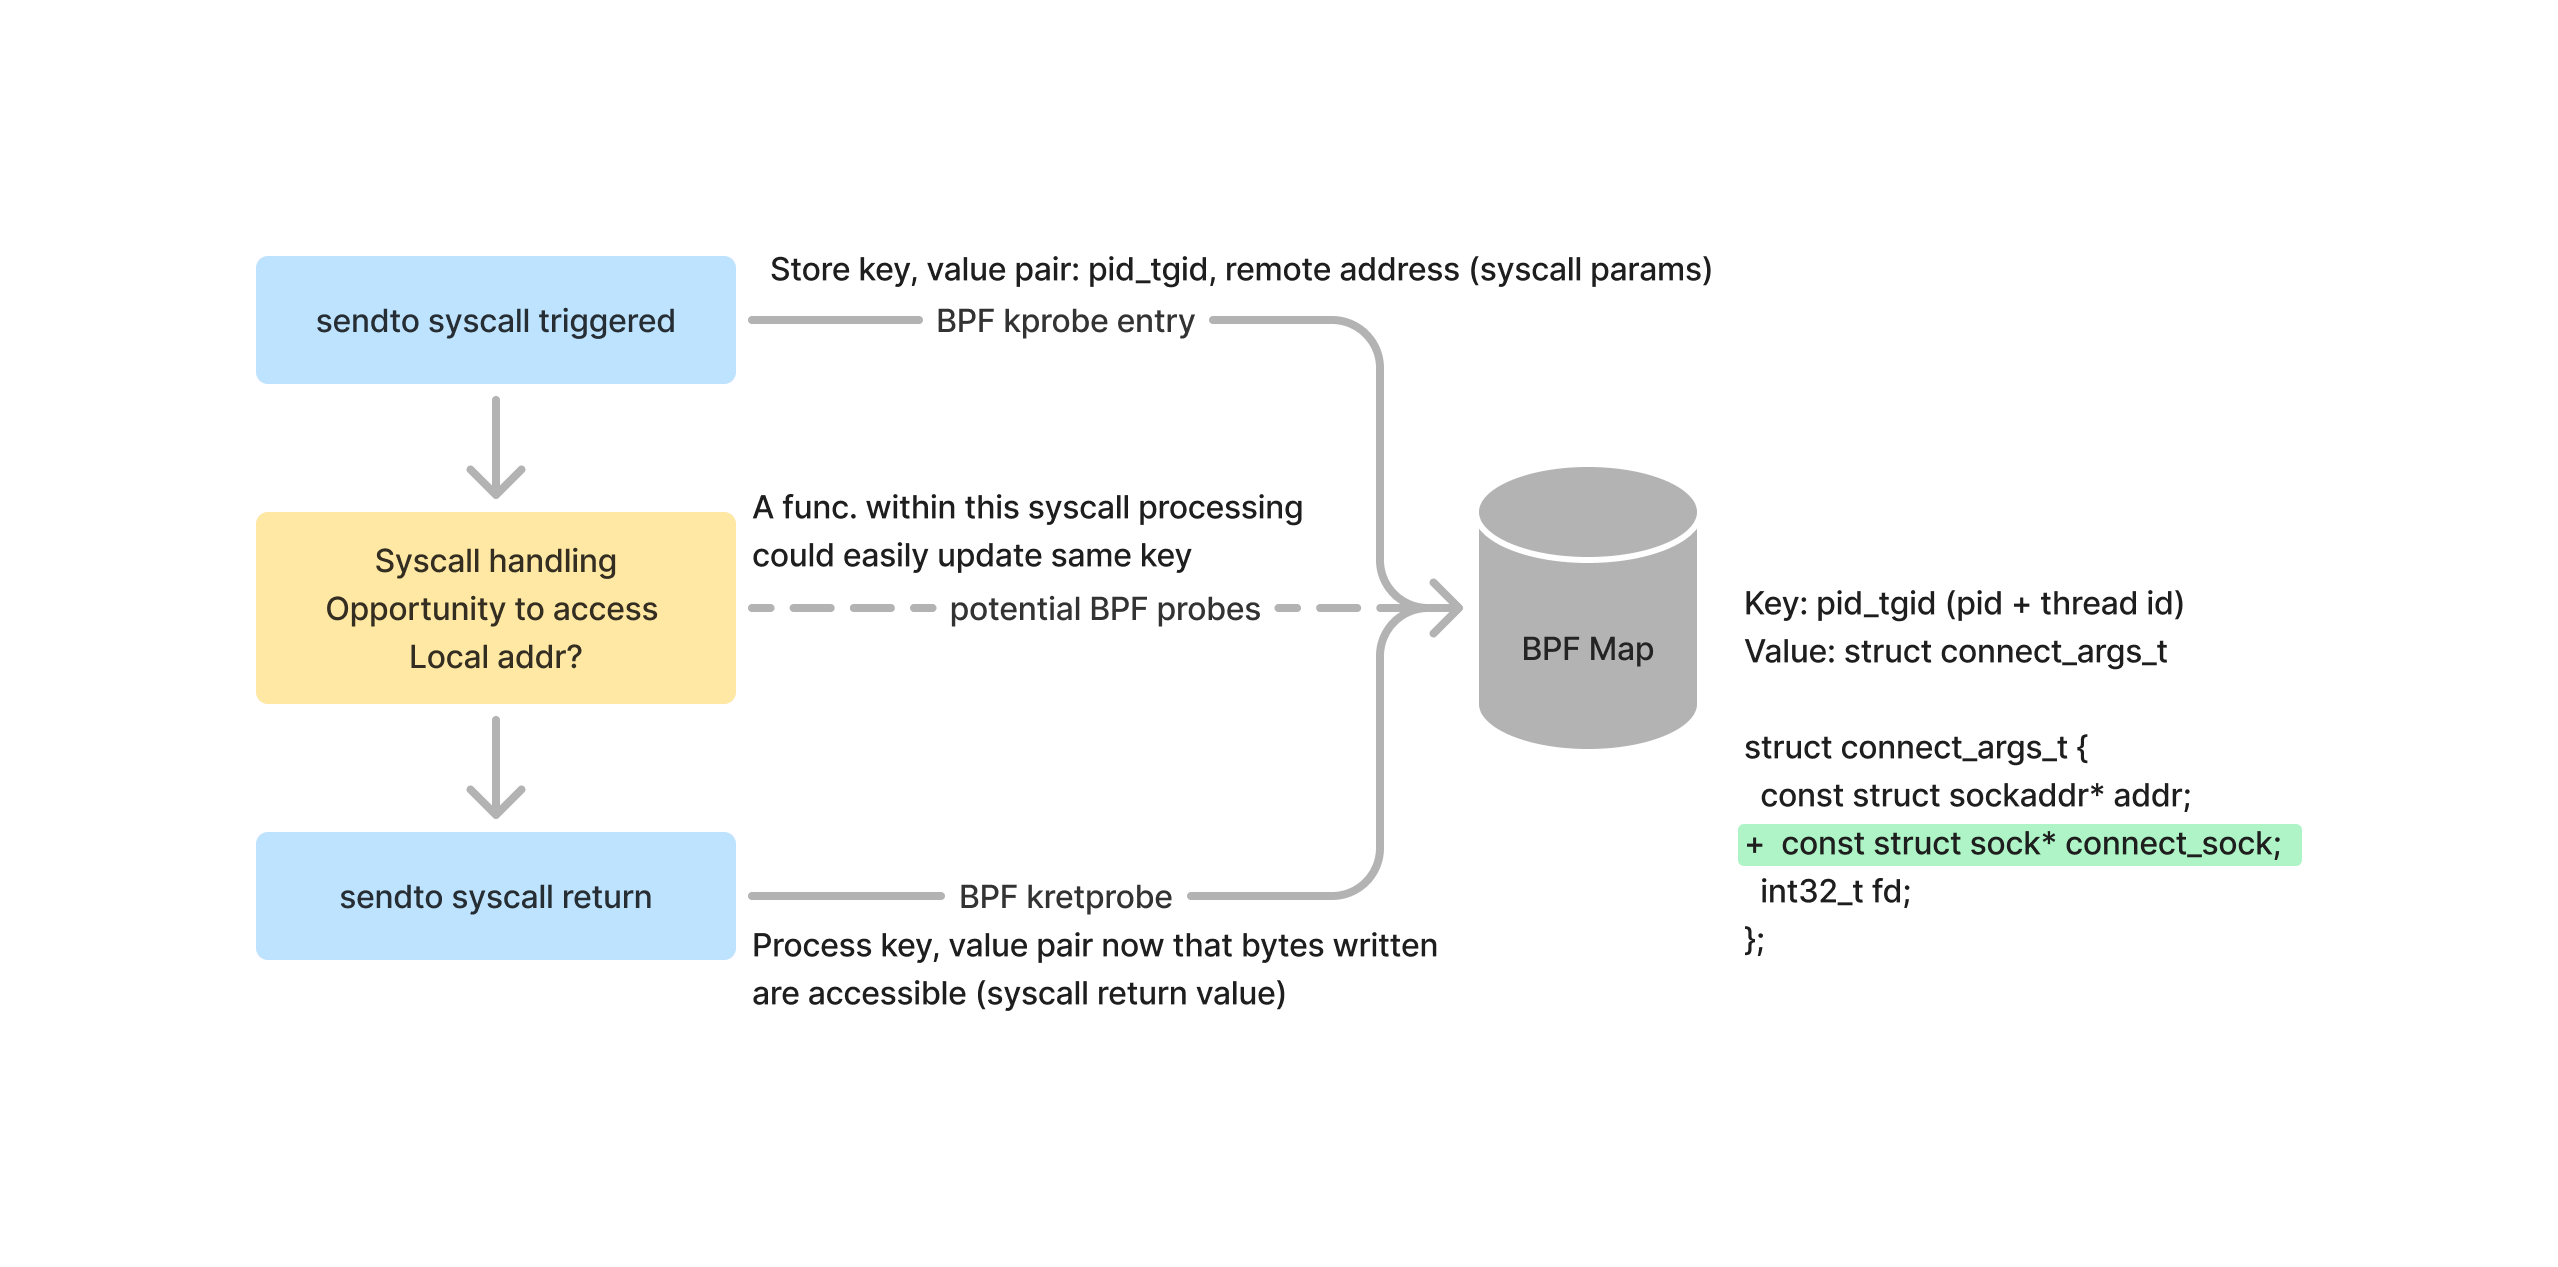 Store key, value pair: pid_tgid, remote address (syscall params)
sendto syscall triggered
BPF kprobe entry
A func. within this syscall processing
could easily update same key
Syscall handling
Opportunity to access
Local addr?
potential BPF probes
BPF Map
Key: pid_tgid (pid + thread id)
Value: struct connect_args_t
struct connect_args_t {
const struct sockaddr* addr;
+ const struct sock* connect_sock;
int32_t fd;
};
sendto syscall return
BPF kretprobe
Process key, value pair now that bytes written
are accessible (syscall return value)